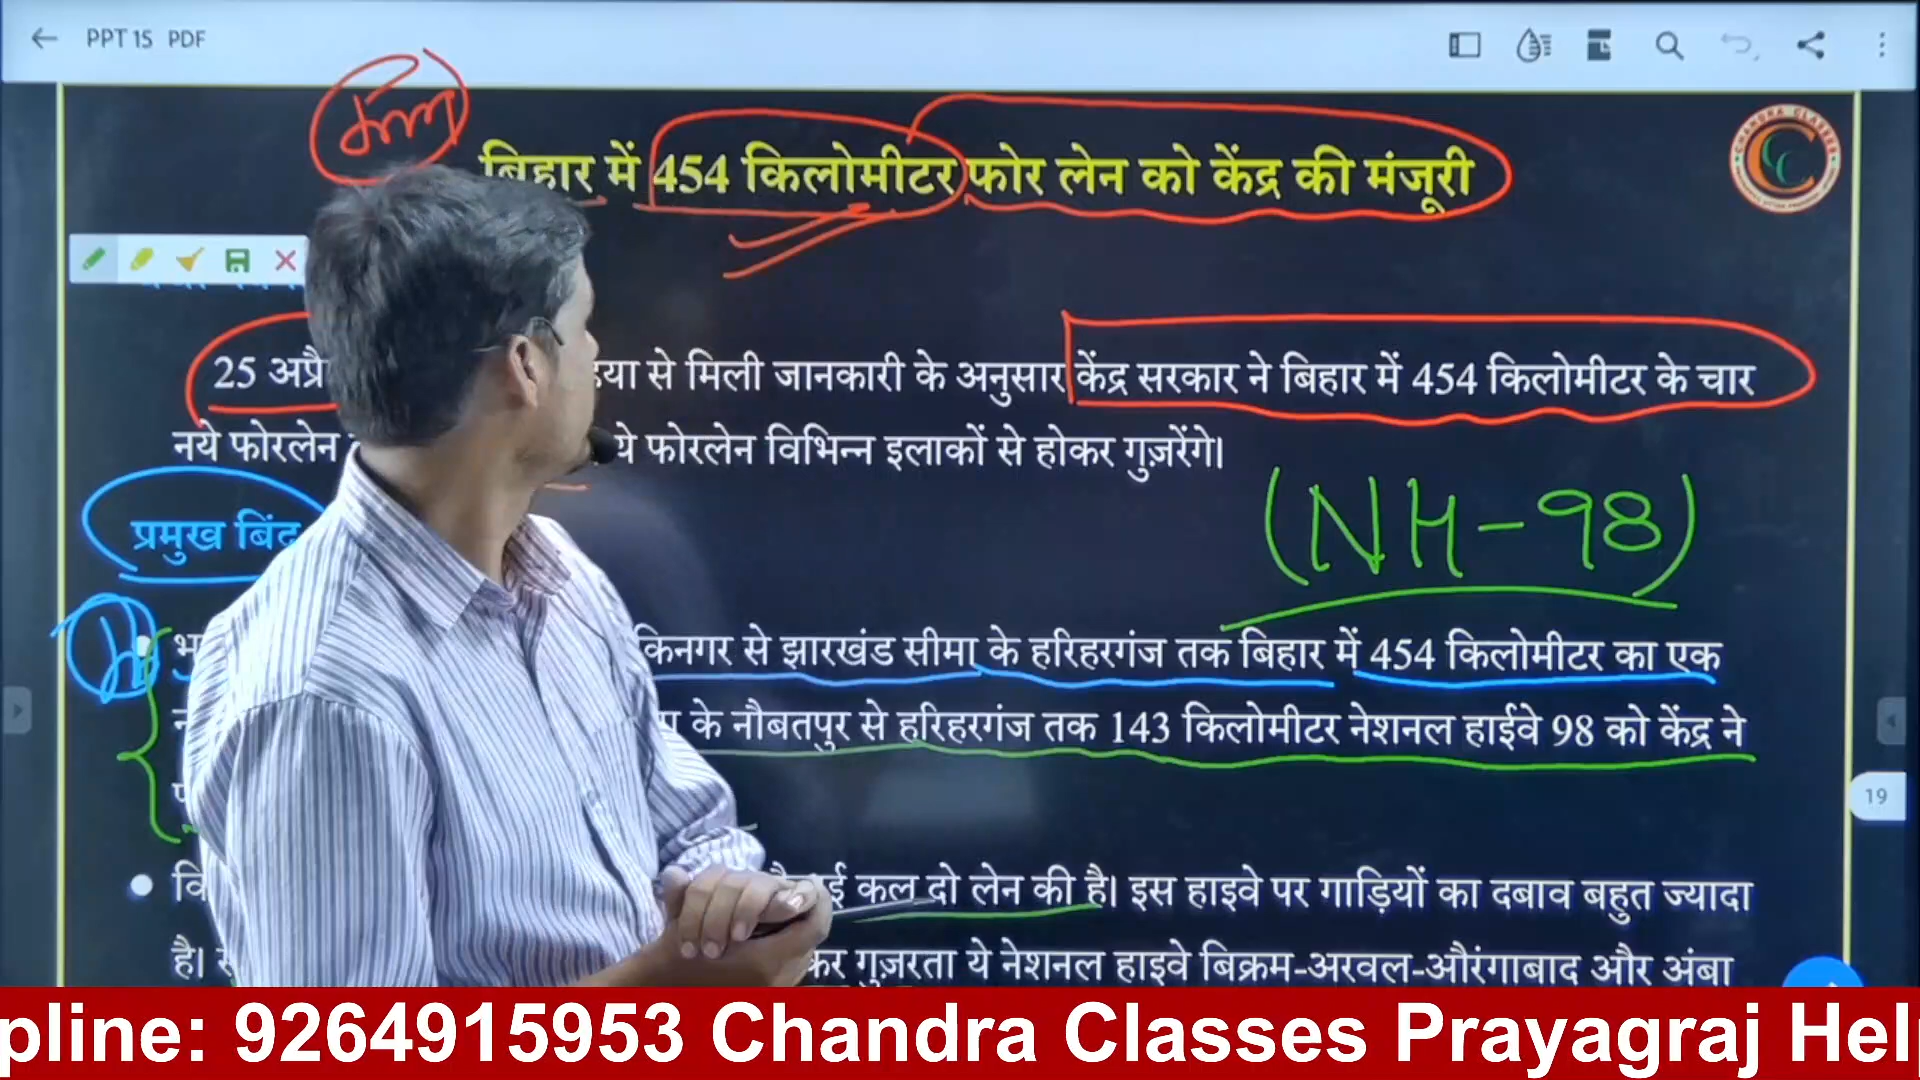 PPT 15 PDF
बिहार में 454 किलोमीटर फोर लेन को केंद्र की मंजूरी
CHANDRA CLASSES
25 अप्रै या से मिली जानकारी के अनुसार केंद्र सरकार ने बिहार में 454 किलोमीटर के चार
नये फोरलेन ये फोरलेन विभिन्न इलाकों से होकर गुज़रेंगे।
(NH-98)
प्रमुख बिंदु
किनगर से झारखंड सीमा के हरिहरगंज तक बिहार में 454 किलोमीटर का एक
के नौबतपुर से हरिहरगंज तक 143 किलोमीटर नेशनल हाईवे 98 को केंद्र ने
19
ई कल दो लेन की है। इस हाइवे पर गाड़ियों का दबाव बहुत ज्यादा
है। कर गुज़रता ये नेशनल हाइवे बिक्रम-अरवल-औरंगाबाद और अंबा
pline: 9264915953 Chandra Classes Prayagraj Hel